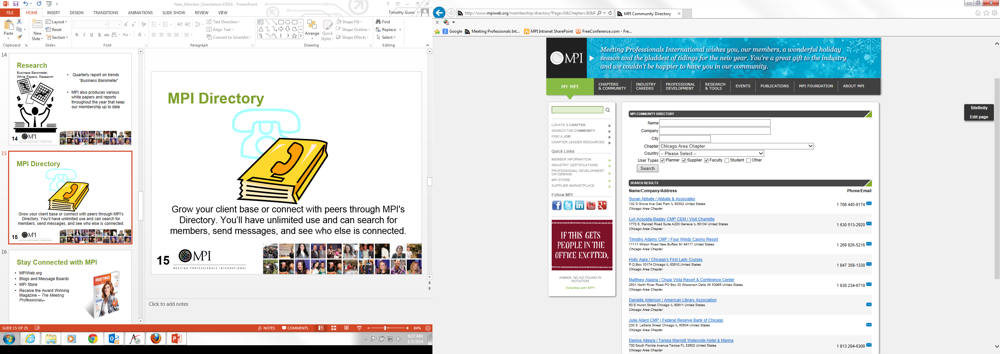 New_Member_Orientation.V2014 - PowerPoint
FILE HOME INSERT DESIGN TRANSITIONS ANIMATIONS SLIDE SHOW REVIEW VIEW
Timothy Gunn
Paste
New
Slide
Layout
Reset
Section
Text Direction
Align Text
Convert to SmartArt
Arrange
Quick
Styles
Shape Fill
Shape Outline
Shape Effects
Find
Replace
Select
Clipboard Slides Font Paragraph Drawing Editing
14
Research
Business Barometer,
White Papers, Research
• Quarterly report on trends
“Business Barometer”
• MPI also produces various
white papers and reports
throughout the year that keep
our membership up to date
14
MPI
MEETING PROFESSIONALS INTERNATIONAL
15
MPI Directory
Grow your client base or connect with peers through MPI's
Directory. You’ll have unlimited use and can search for
members, send messages, and see who else is connected.
15
MPI
MEETING PROFESSIONALS INTERNATIONAL
16
Stay Connected with MPI
• MPIWeb.org
• Blogs and Message Boards
• MPI Store
• Receive the Award Winning
Magazine – The Meeting
Professional
MEETING
MPI Directory
Grow your client base or connect with peers through MPI's
Directory. You’ll have unlimited use and can search for
members, send messages, and see who else is connected.
15
MPI
MEETING PROFESSIONALS INTERNATIONAL
Click to add notes
SLIDE 15 OF 25
NOTES COMMENTS
84%
9:27 AM
1/3/2014
http://www.mpiweb.org/membership/directory?Page=0&Chapter=30&P
MPI Community Directory
Google Meeting Professionals Int... MPI Intranet SharePoint FreeConference.com - Fre...
MPI
Meeting Professionals International wishes you, our members, a wonderful holiday
season and the gladdest of tidings for the new year. You're a great gift to the industry
and we couldn't be happier to have you in our community.
MY MPI
CHAPTERS
& COMMUNITY
INDUSTRY
CAREERS
PROFESSIONAL
DEVELOPMENT
RESEARCH
& TOOLS
EVENTS
PUBLICATIONS
MPI FOUNDATION
ABOUT MPI
Sitefinity
Edit page
LOCATE A CHAPTER
SEARCH THE COMMUNITY
FIND A JOB
CHAPTER LEADER RESOURCES
Quick Links
MEMBER INFORMATION
INDUSTRY CERTIFICATIONS
PROFESSIONAL DEVELOPMENT
ON DEMAND
MPI STORE
SUPPLIER MARKETPLACE
Follow MPI
IF THIS GETS
PEOPLE IN THE
OFFICE EXCITED,
AS#404: NO AD FOUND IN
ROTATION
Advertise with MPI!
MPI COMMUNITY DIRECTORY
Name
Company
City
Chapter Chicago Area Chapter
Country -- Please Select --
User Types Planner Supplier Faculty Student Other
Search
SEARCH RESULTS
Name/Company/Address Phone/Email
Susan Abbate / Abbate & Associates
132 S Grove Ave Oak Park IL 60302 United States
1 708 445-9174
Chicago Area Chapter
Lyn Acocella-Bagley CMP CEM / Visit Charlotte
1770 S. Randall Road Suite A200 Geneva IL 60134 United States
1 630 513-2920
Chicago Area Chapter
Timothy Adams CMP / Four Winds Casino Resort
11111 Wilson Road New Buffalo MI 49117 United States
1 269 926-5216
Chicago Area Chapter
Holly Agra / Chicago's First Lady Cruises
P.O.Box 10174 Chicago IL 60610 United States
1 847 358-1330
Chicago Area Chapter
Matthew Alagna / Chula Vista Resort & Conference Center
2501 North River Road PO Box 30 Wisconsin Dells WI 53965 United States
1 630 234-6710
Chicago Area Chapter
Danielle Alderson / American Library Association
50 E Huron Street Chicago IL 60611 United States
Chicago Area Chapter
Julie Allard CMP / Federal Reserve Bank of Chicago
230 S. LaSalle Street Chicago IL 60604 United States
Chicago Area Chapter
Denise Allegra / Tampa Marriott Waterside Hotel & Marina
700 South Florida Avenue Tampa FL 33602 United States
1 813 204-6309
Chicago Area Chapter